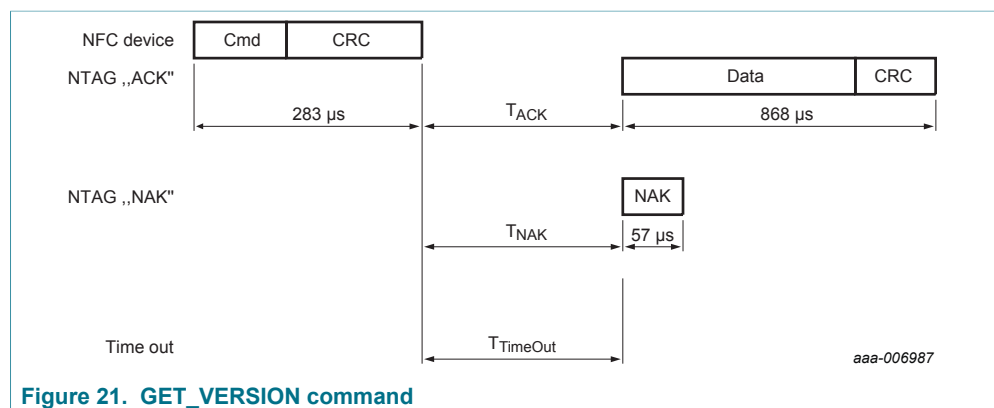 NFC device Cmd CRC
NTAG ,,ACK" Data CRC
283 µs TACK 868 µs
NTAG ,,NAK" NAK
TNAK 57 µs
Time out TTimeOut aaa-006987
Figure 21. GET_VERSION command